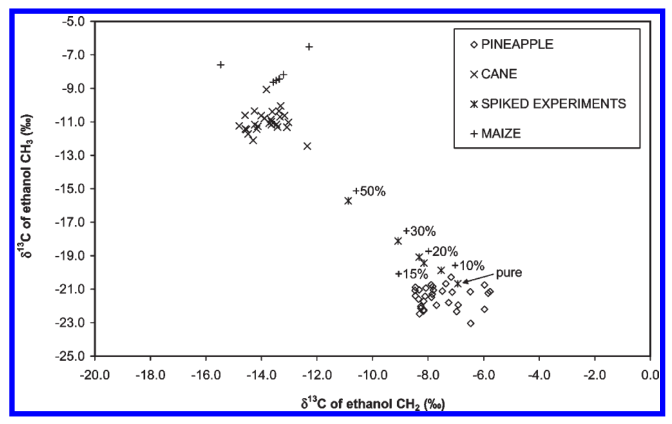 -5.0
-7.0
-9.0
-11.0
-13.0
-15.0
-17.0
-19.0
-21.0
-23.0
-25.0
δ¹³C of ethanol CH₃ (‰)
PINEAPPLE
CANE
SPIKED EXPERIMENTS
MAIZE
+50%
+30%
+20%
+15%
+10%
pure
-20.0 -18.0 -16.0 -14.0 -12.0 -10.0 -8.0 -6.0 -4.0 -2.0 0.0
δ¹³C of ethanol CH₂ (‰)